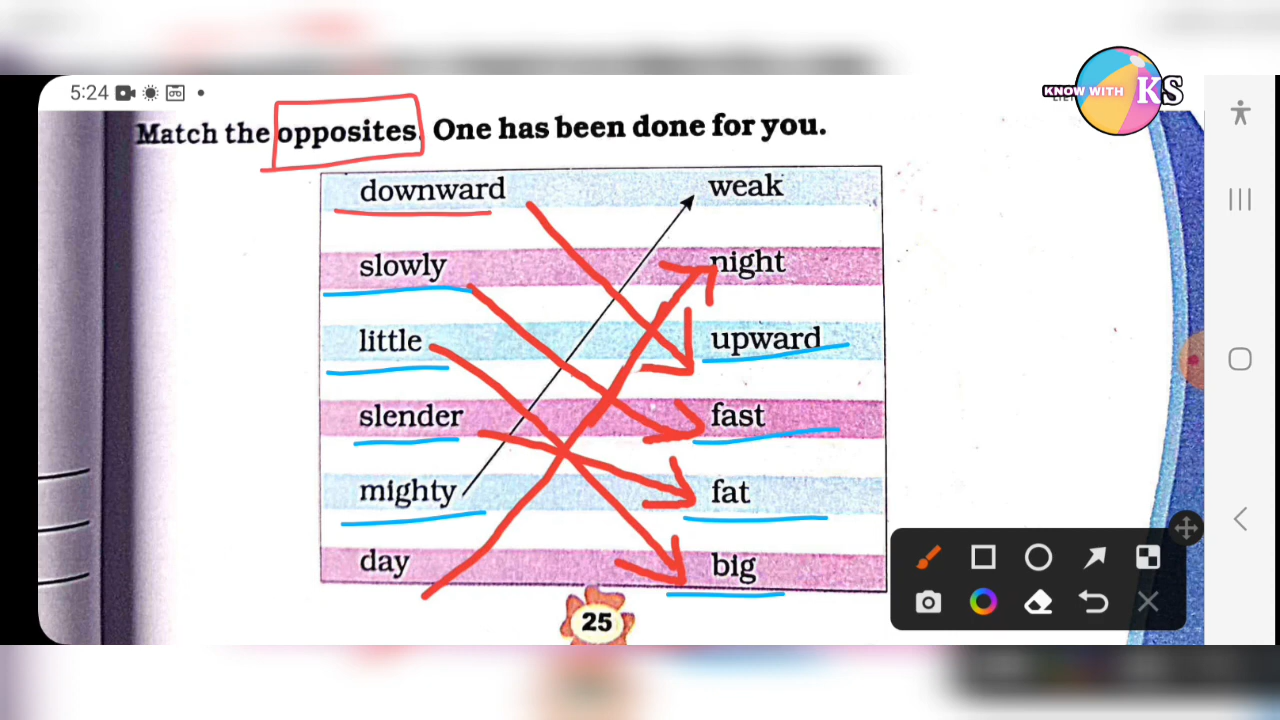 5:24
KNOW WITH KS
Match the opposites. One has been done for you.
downward weak
slowly night
little upward
slender fast
mighty fat
day big
25